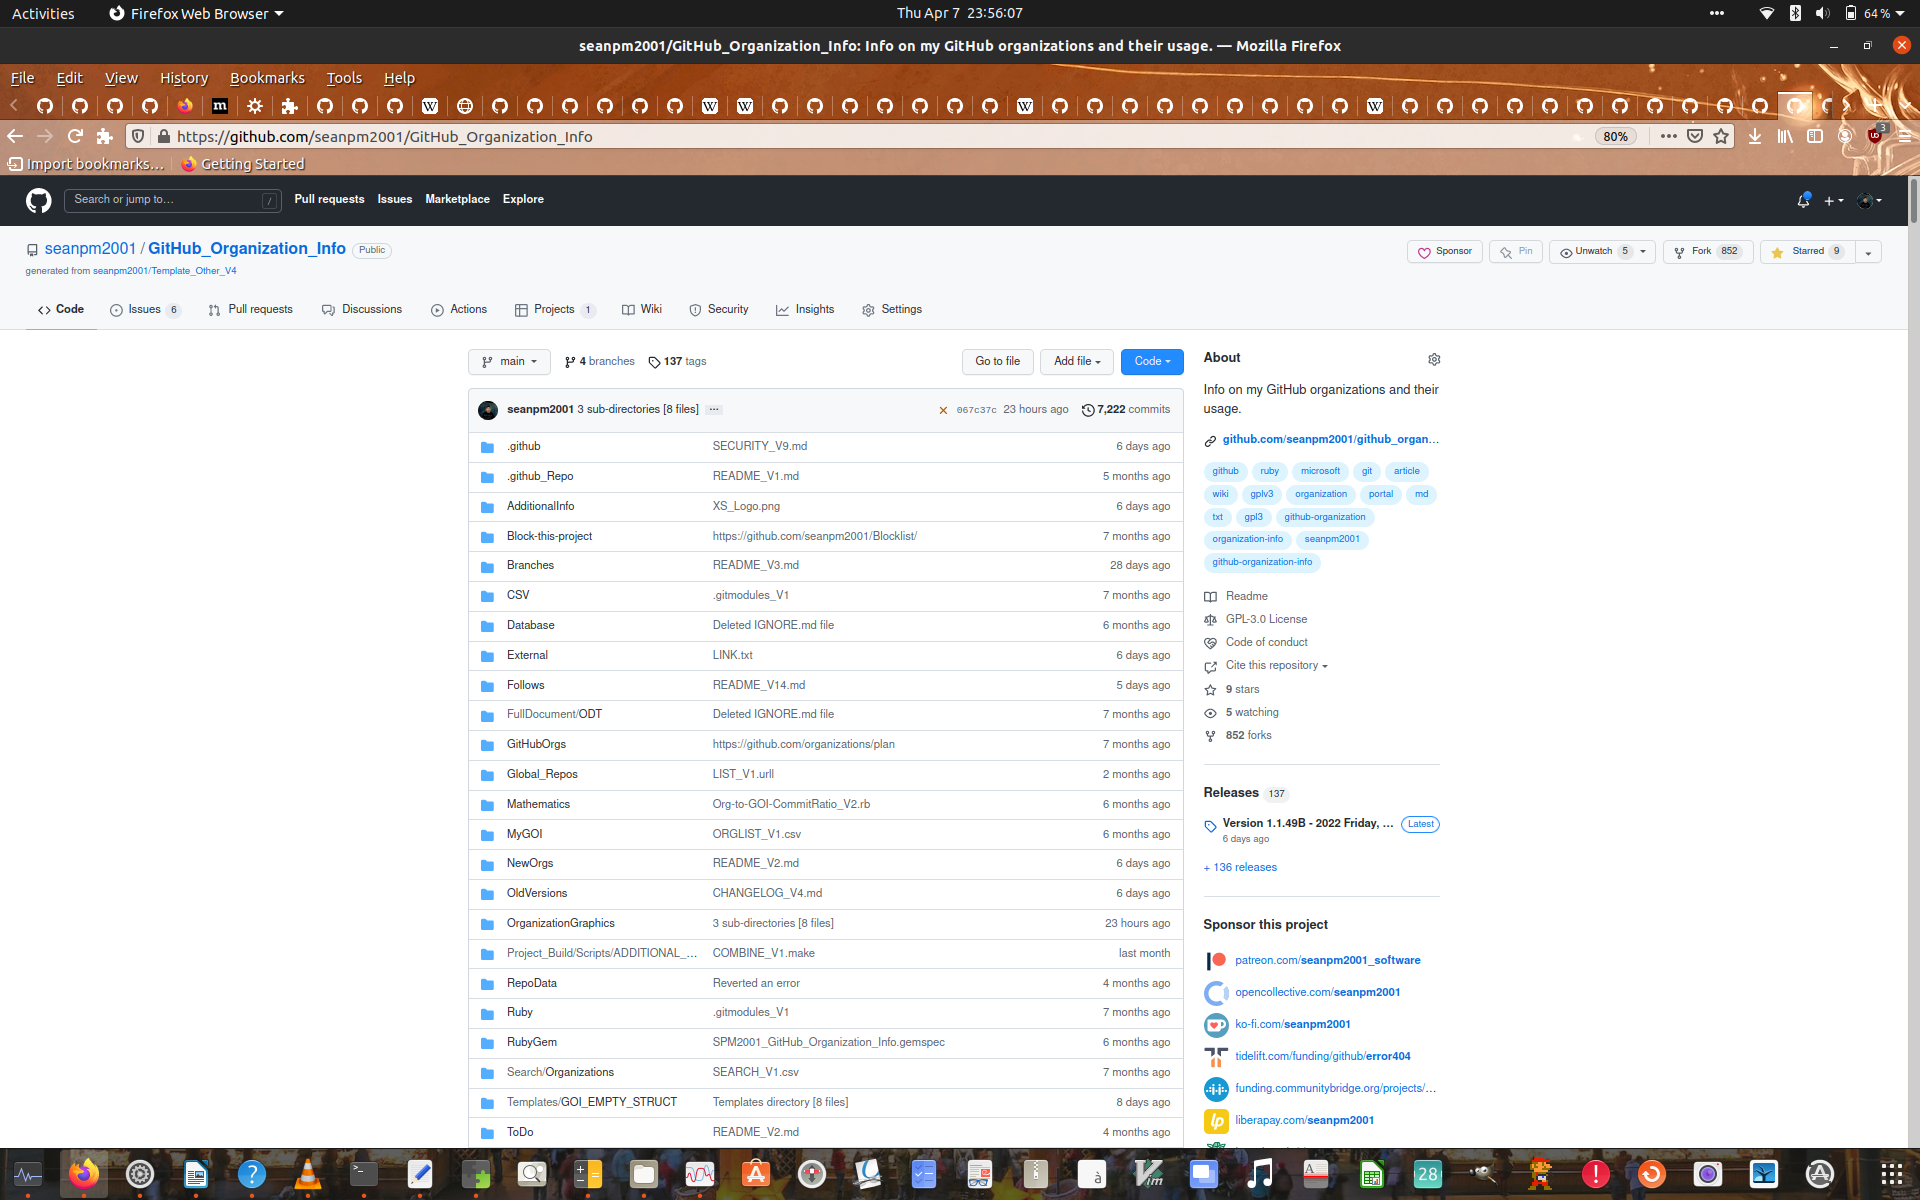 Activities Firefox Web Browser Thu Apr 7 23:56:07 64 %
seanpm2001/GitHub_Organization_Info: Info on my GitHub organizations and their usage. — Mozilla Firefox
File Edit View History Bookmarks Tools Help
https://github.com/seanpm2001/GitHub_Organization_Info 80% 3
Import bookmarks… Getting Started
Search or jump to… / Pull requests Issues Marketplace Explore
seanpm2001 / GitHub_Organization_Info Public Sponsor Pin Unwatch 5 Fork 852 Starred 9
generated from seanpm2001/Template_Other_V4
Code Issues 6 Pull requests Discussions Actions Projects 1 Wiki Security Insights Settings
main 4 branches 137 tags Go to file Add file Code
seanpm2001 3 sub-directories [8 files] ... 067c37c 23 hours ago 7,222 commits
.github SECURITY_V9.md 6 days ago
.github_Repo README_V1.md 5 months ago
AdditionalInfo XS_Logo.png 6 days ago
Block-this-project https://github.com/seanpm2001/Blocklist/ 7 months ago
Branches README_V3.md 28 days ago
CSV .gitmodules_V1 7 months ago
Database Deleted IGNORE.md file 6 months ago
External LINK.txt 6 days ago
Follows README_V14.md 5 days ago
FullDocument/ODT Deleted IGNORE.md file 7 months ago
GitHubOrgs https://github.com/organizations/plan 7 months ago
Global_Repos LIST_V1.urll 2 months ago
Mathematics Org-to-GOI-CommitRatio_V2.rb 6 months ago
MyGOI ORGLIST_V1.csv 6 months ago
NewOrgs README_V2.md 6 days ago
OldVersions CHANGELOG_V4.md 6 days ago
OrganizationGraphics 3 sub-directories [8 files] 23 hours ago
Project_Build/Scripts/ADDITIONAL_… COMBINE_V1.make last month
RepoData Reverted an error 4 months ago
Ruby .gitmodules_V1 7 months ago
RubyGem SPM2001_GitHub_Organization_Info.gemspec 6 months ago
Search/Organizations SEARCH_V1.csv 7 months ago
Templates/GOI_EMPTY_STRUCT Templates directory [8 files] 8 days ago
ToDo README_V2.md 4 months ago
About
Info on my GitHub organizations and their
usage.
github.com/seanpm2001/github_organ…
github ruby microsoft git article
wiki gplv3 organization portal md
txt gpl3 github-organization
organization-info seanpm2001
github-organization-info
Readme
GPL-3.0 License
Code of conduct
Cite this repository
9 stars
5 watching
852 forks
Releases 137
Version 1.1.49B - 2022 Friday, … Latest
6 days ago
+ 136 releases
Sponsor this project
patreon.com/seanpm2001_software
opencollective.com/seanpm2001
ko-fi.com/seanpm2001
tidelift.com/funding/github/error404
funding.communitybridge.org/projects/…
liberapay.com/seanpm2001
28